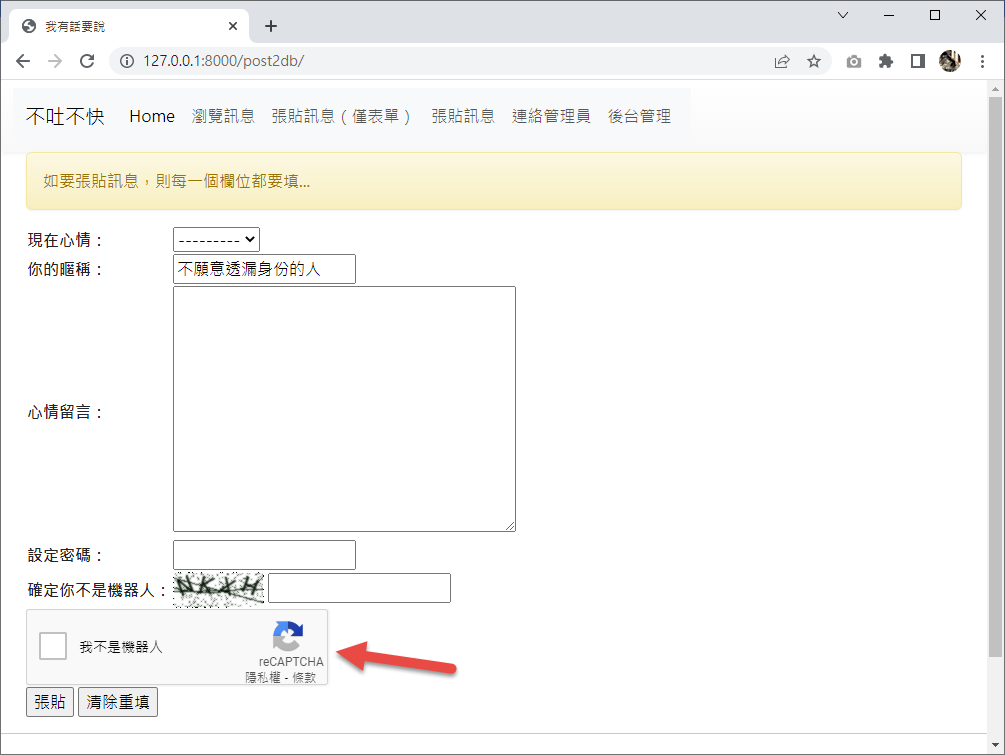 我有話要說
127.0.0.1:8000/post2db/
不吐不快 Home 瀏覽訊息 張貼訊息(僅表單) 張貼訊息 連絡管理員 後台管理
如要張貼訊息，則每一個欄位都要填...
現在心情： ---------
你的暱稱： 不願意透漏身份的人
心情留言：
設定密碼：
確定你不是機器人： NKXH
我不是機器人
reCAPTCHA
隱私權 - 條款
張貼 清除重填